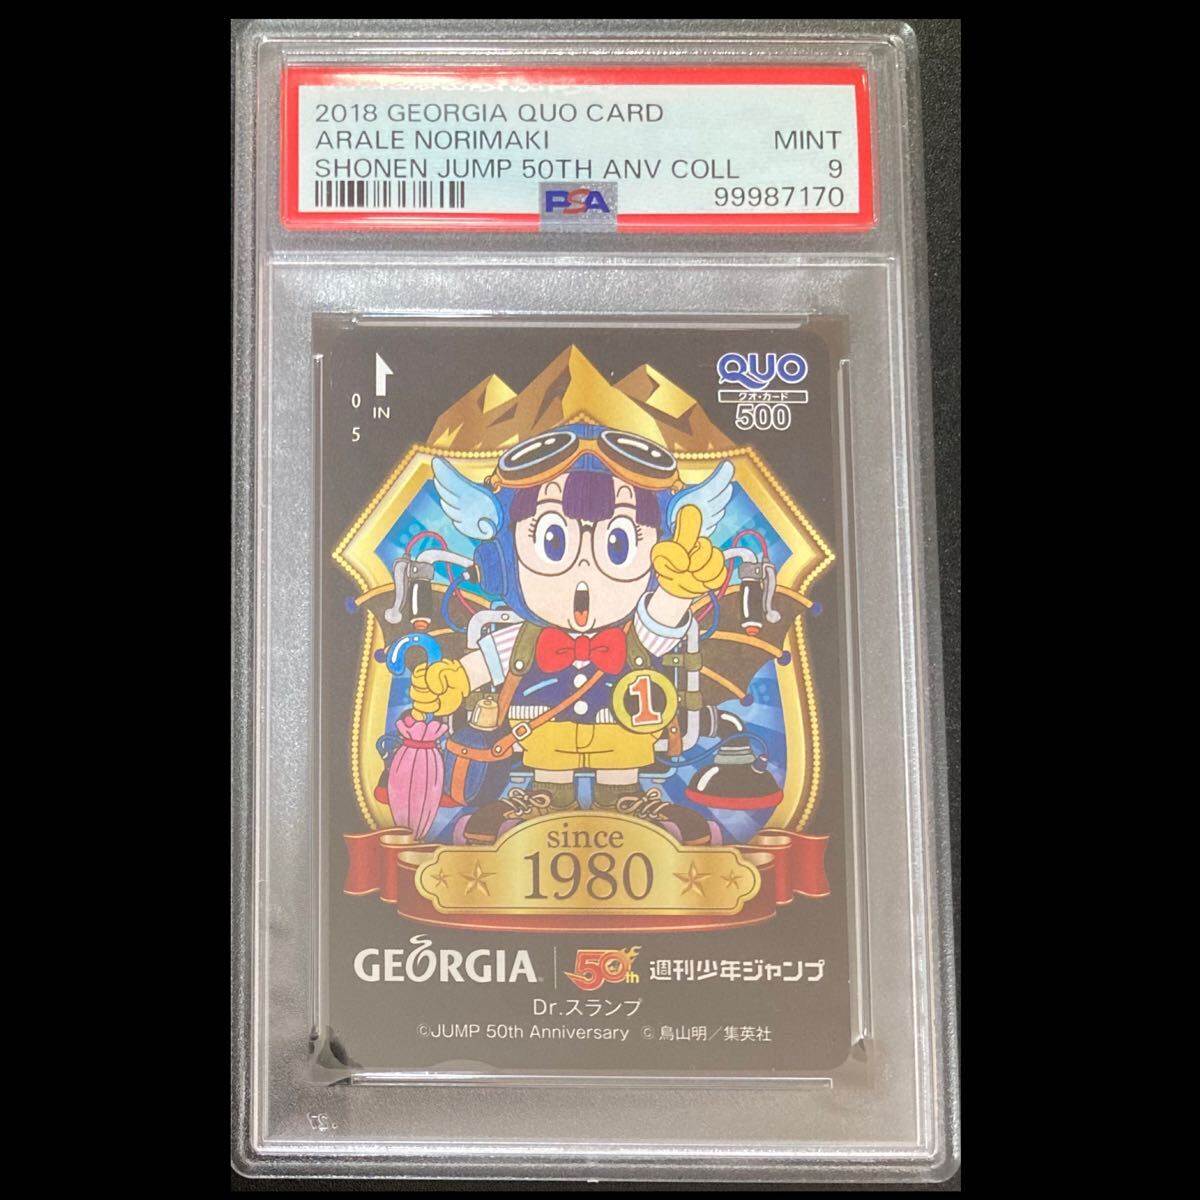 2018 GEORGIA QUO CARD
ARALE NORIMAKI MINT
SHONEN JUMP 50TH ANV COLL 9
PSA 99987170
0 IN
5
QUO
クオ・カード
500
1
since
1980
GEORGIA 50th 週刊少年ジャンプ
Dr.スランプ
©JUMP 50th Anniversary © 鳥山明／集英社